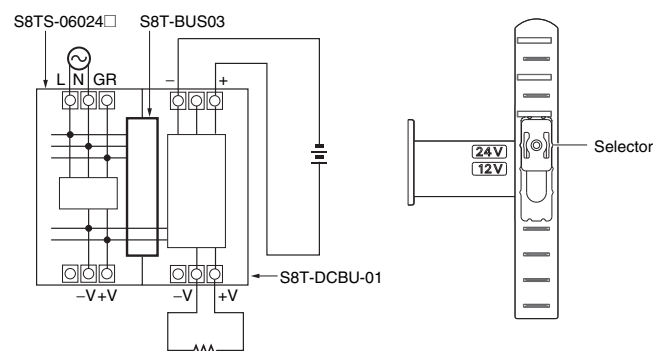 S8TS-06024□ S8T-BUS03
L N GR − +
24V
12V
Selector
S8T-DCBU-01
−V +V −V +V